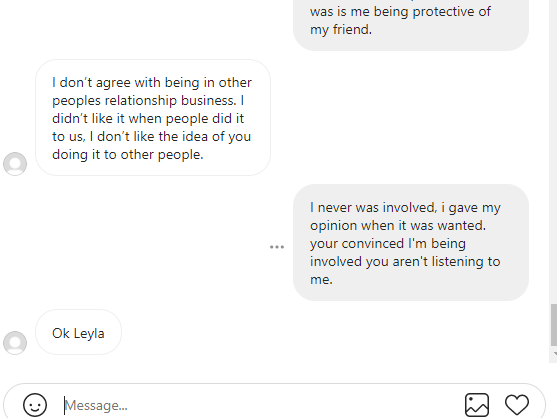 was is me being protective of
my friend.
I don't agree with being in other
peoples relationship business. I
didn't like it when people did it
to us, I don't like the idea of you
doing it to other people.
I never was involved, i gave my
opinion when it was wanted.
your convinced I'm being
involved you aren't listening to
me.
Ok Leyla
Message...